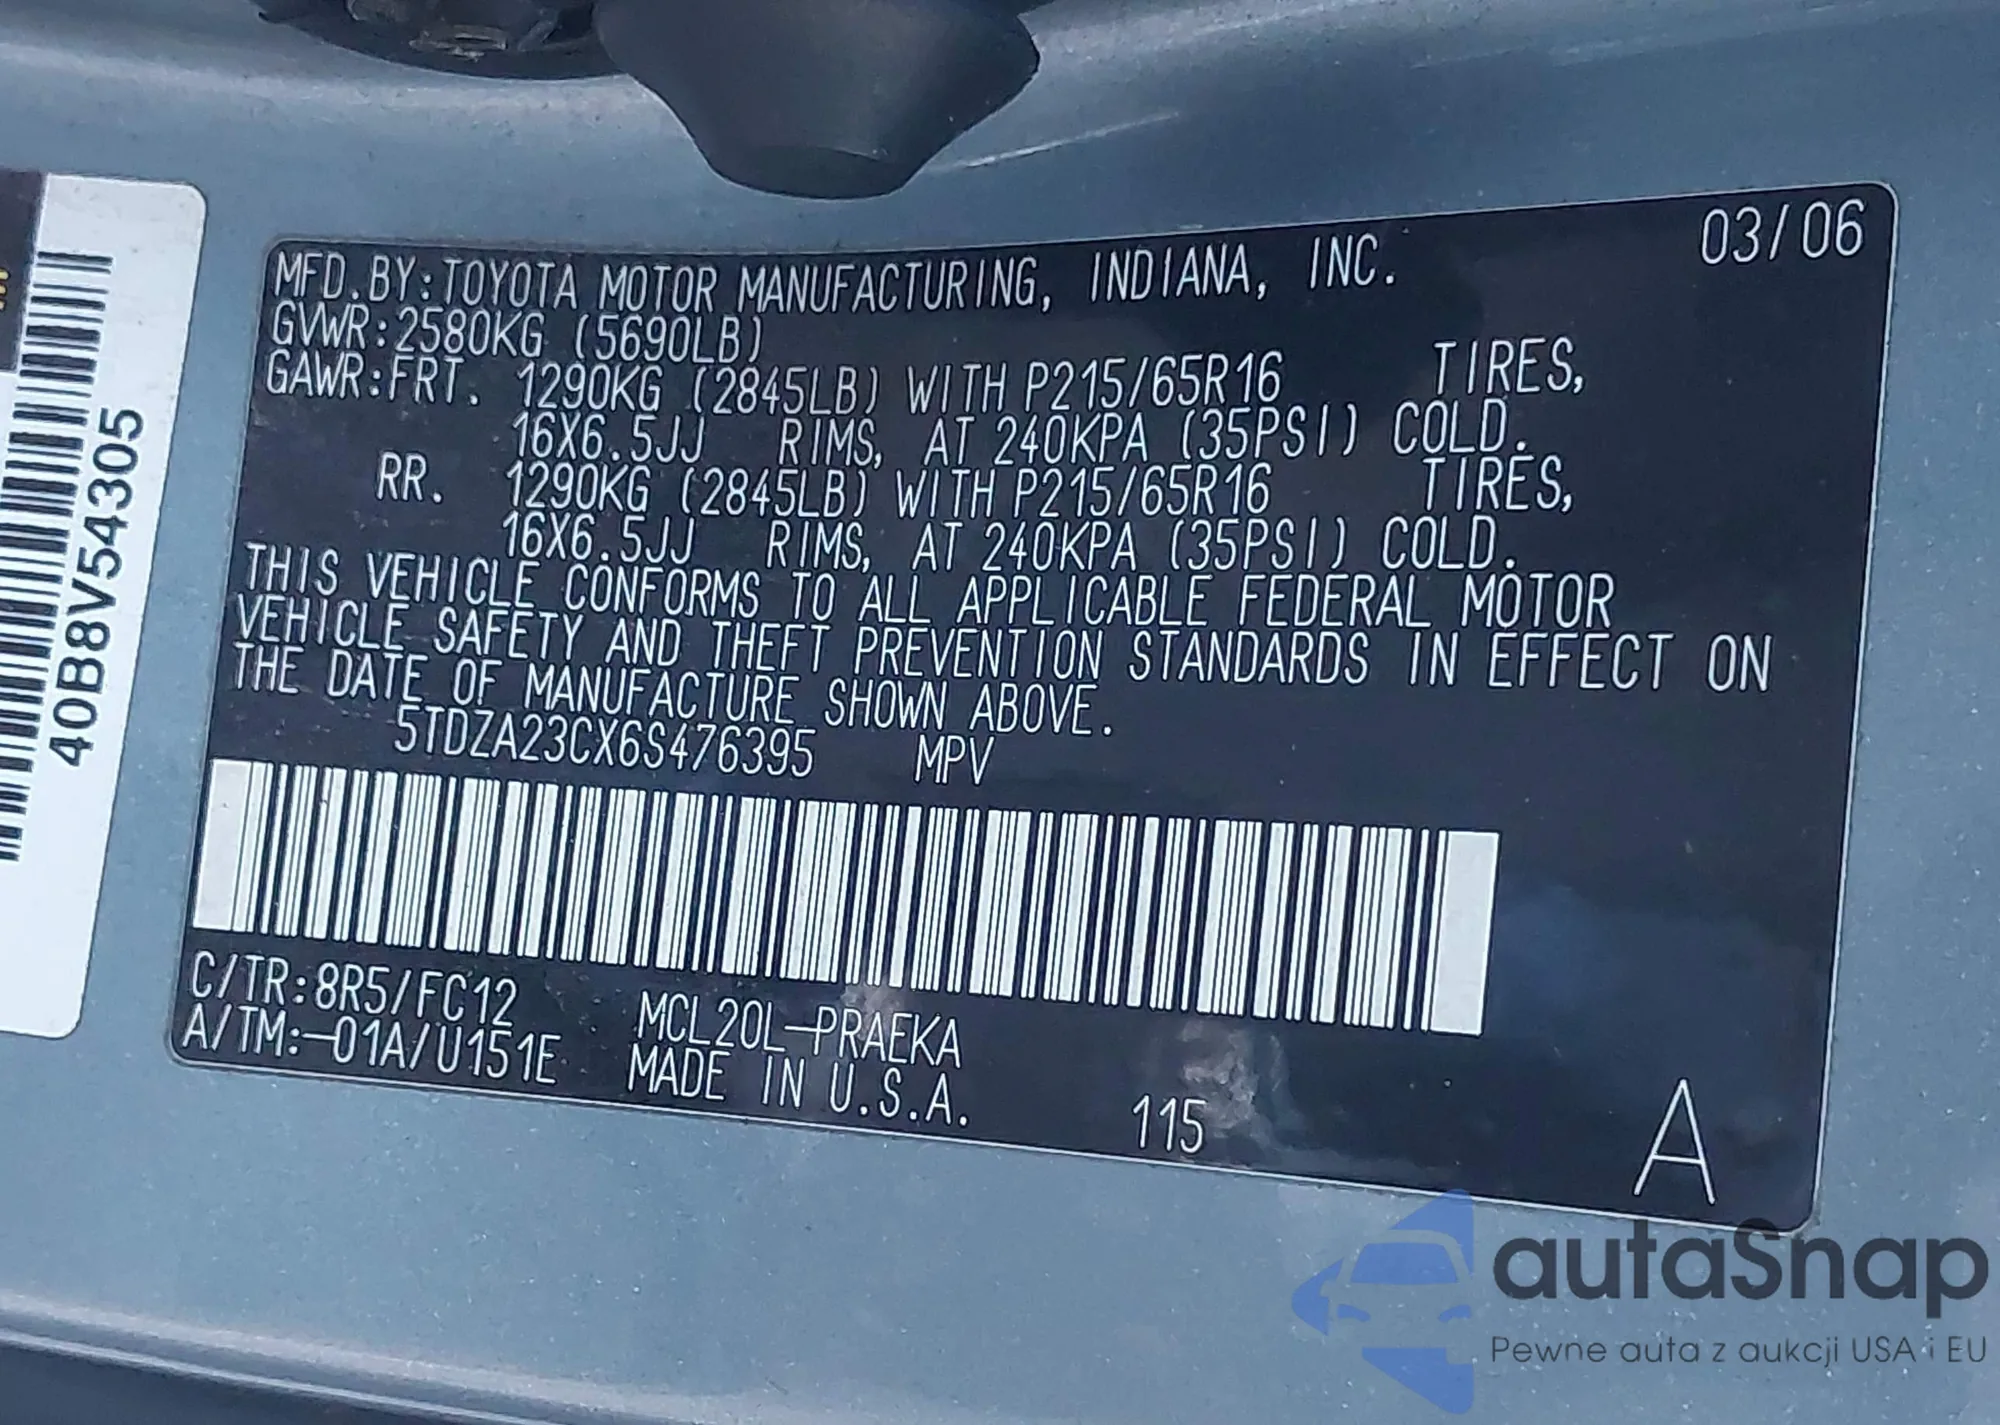 MFD. BY: TOYOTA MOTOR MANUFACTURING, INDIANA, INC. 03/06
GVWR: 2580KG (5690LB)
GAWR: FRT. 1290KG (2845LB) WITH P215/65R16 TIRES,
16X6.5JJ RIMS, AT 240KPA (35PSI) COLD.
RR. 1290KG (2845LB) WITH P215/65R16 TIRES,
16X6.5JJ RIMS, AT 240KPA (35PSI) COLD.
THIS VEHICLE CONFORMS TO ALL APPLICABLE FEDERAL MOTOR
VEHICLE SAFETY AND THEFT PREVENTION STANDARDS IN EFFECT ON
THE DATE OF MANUFACTURE SHOWN ABOVE.
5TDZA23CX6S476395 MPV
C/TR: 8R5/FC12 MCL20L-PRAEKA
A/TM: -01A/U151E MADE IN U.S.A. 115 A
40B8V54305
autaSnap
Pewne auta z aukcji USA i EU